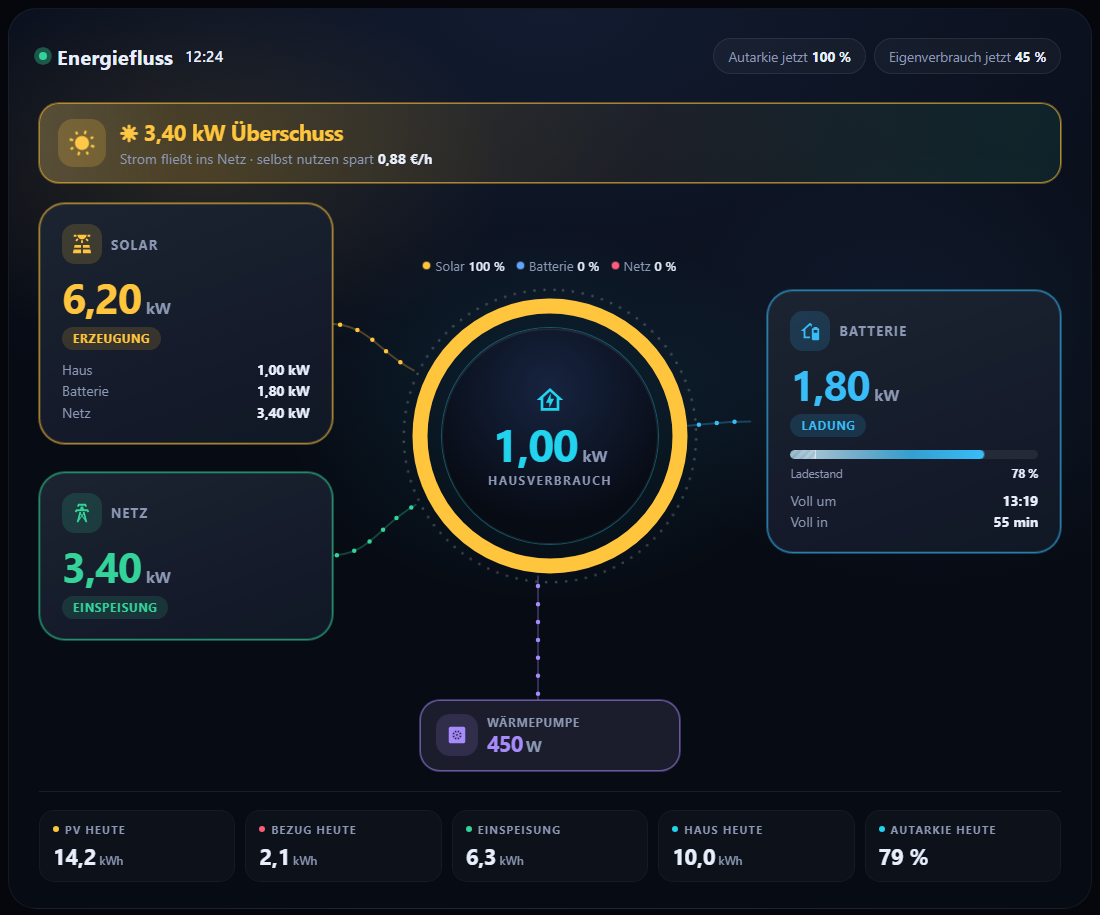 Energiefluss 12:24
Autarkie jetzt 100 %
Eigenverbrauch jetzt 45 %
☀ 3,40 kW Überschuss
Strom fließt ins Netz · selbst nutzen spart 0,88 €/h
SOLAR
6,20 kW
ERZEUGUNG
Haus 1,00 kW
Batterie 1,80 kW
Netz 3,40 kW
Solar 100 % Batterie 0 % Netz 0 %
1,00 kW
HAUSVERBRAUCH
BATTERIE
1,80 kW
LADUNG
Ladestand 78 %
Voll um 13:19
Voll in 55 min
NETZ
3,40 kW
EINSPEISUNG
WÄRMEPUMPE
450 W
PV HEUTE
14,2 kWh
BEZUG HEUTE
2,1 kWh
EINSPEISUNG
6,3 kWh
HAUS HEUTE
10,0 kWh
AUTARKIE HEUTE
79 %